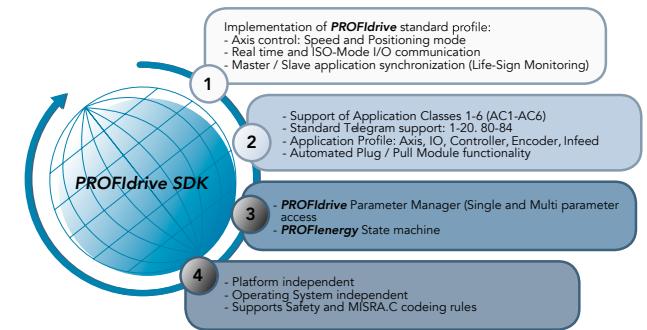 Implementation of PROFIdrive standard profile:
- Axis control: Speed and Positioning mode
- Real time and ISO-Mode I/O communication
- Master / Slave application synchronization (Life-Sign Monitoring)
1
- Support of Application Classes 1-6 (AC1-AC6)
- Standard Telegram support: 1-20. 80-84
- Application Profile: Axis, IO, Controller, Encoder, Infeed
- Automated Plug / Pull Module functionality
2
PROFIdrive SDK
- PROFIdrive Parameter Manager (Single and Multi parameter
access
- PROFIenergy State machine
3
- Platform independent
- Operating System independent
- Supports Safety and MISRA.C codeing rules
4